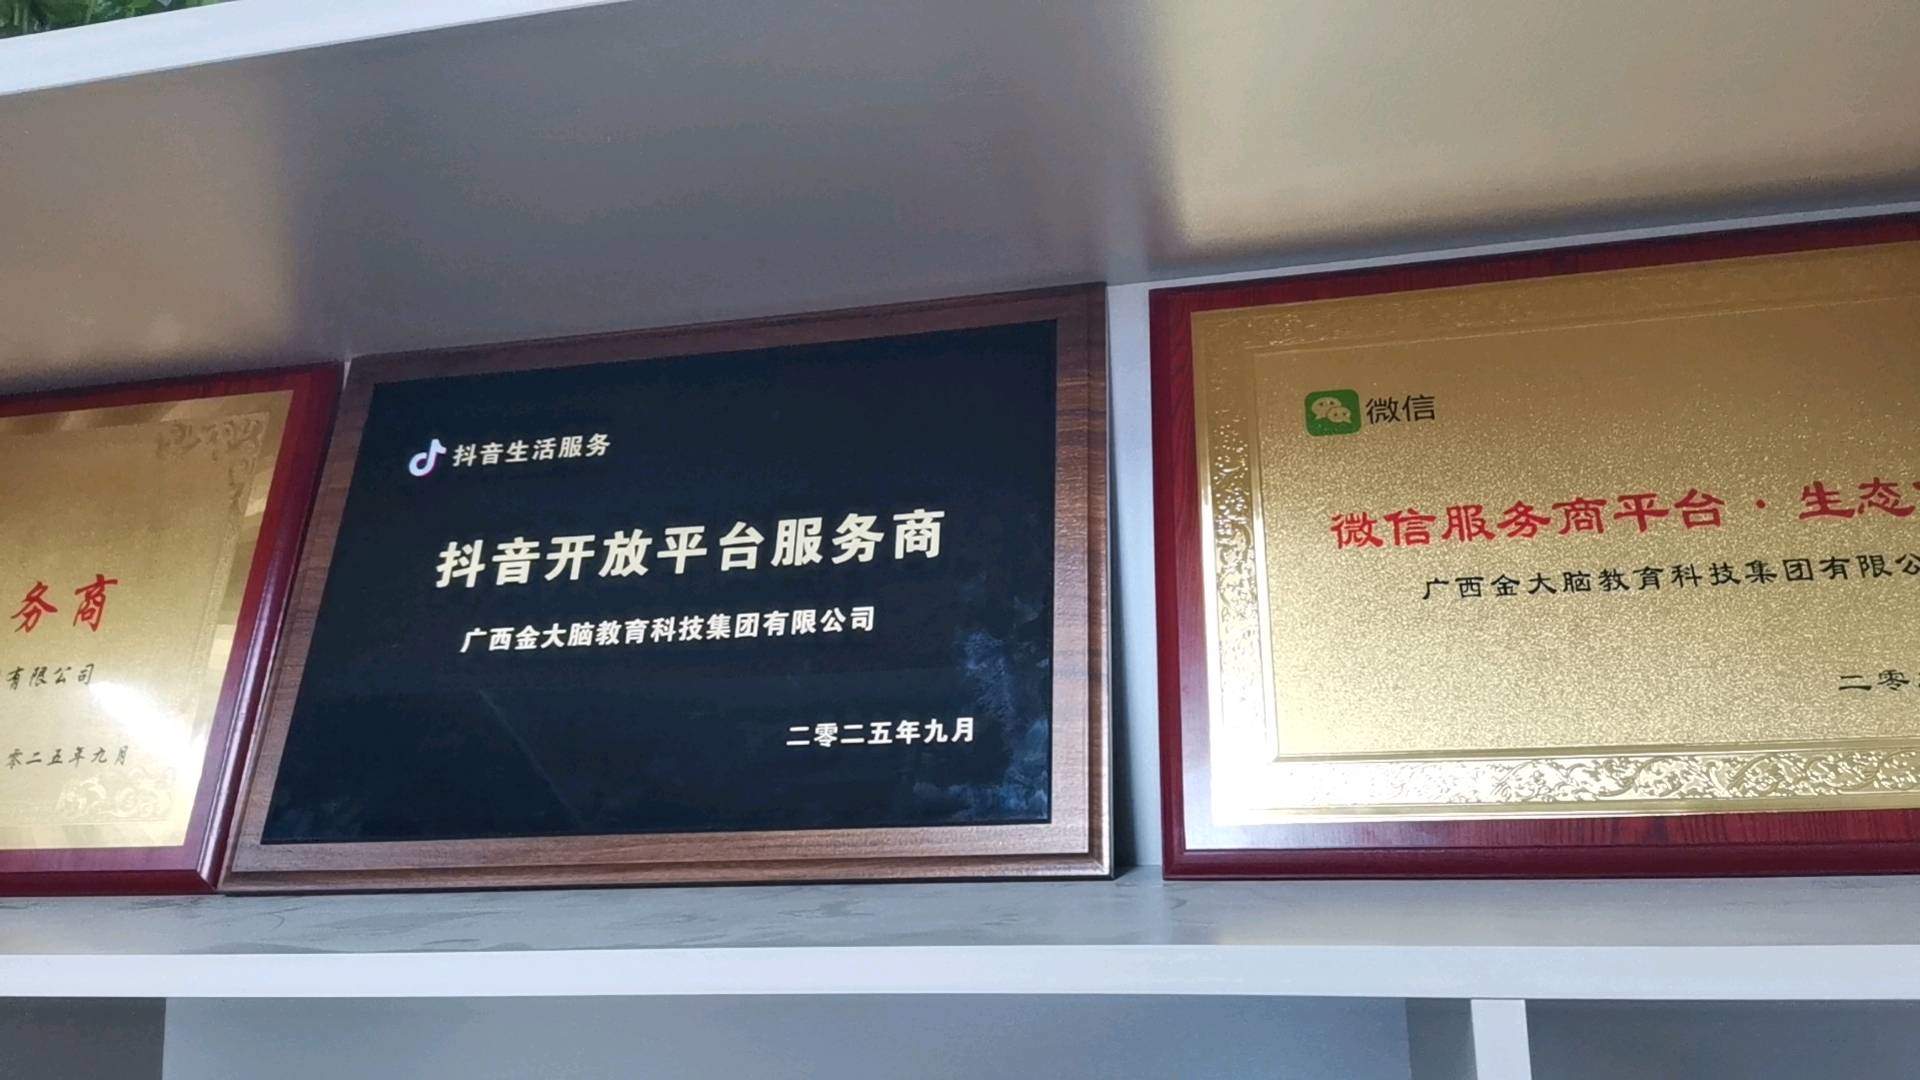 务商
有限公司
零二五年九月
抖音生活服务
抖音开放平台服务商
广西金大脑教育科技集团有限公司
二零二五年九月
微信
微信服务商平台·生态
广西金大脑教育科技集团有限公
二零